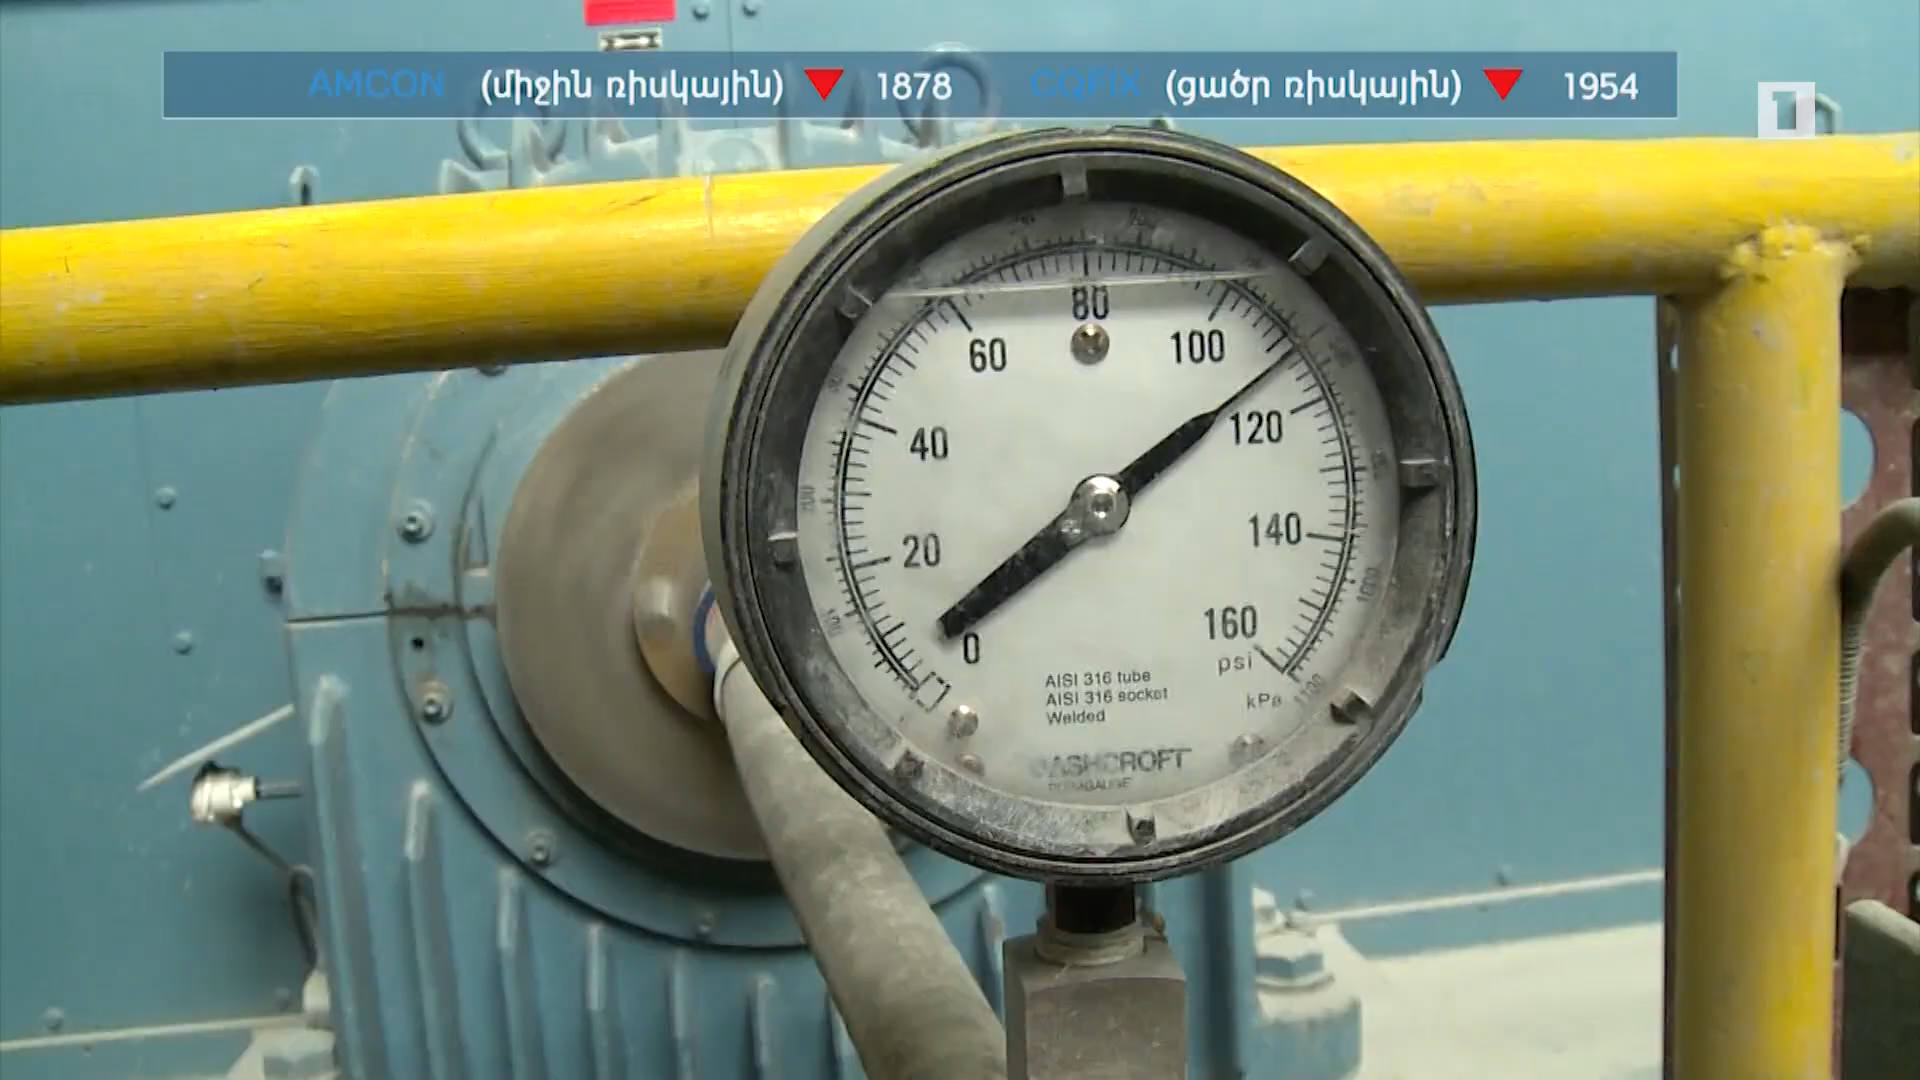 AMCON (միջին ռիսկային) 1878 CQFIX (ցածր ռիսկային) 1954
1
80
60 100
40 120
20 140
0 160
psi
kPa
AISI 316 tube
AISI 316 socket
Welded
ASHCROFT